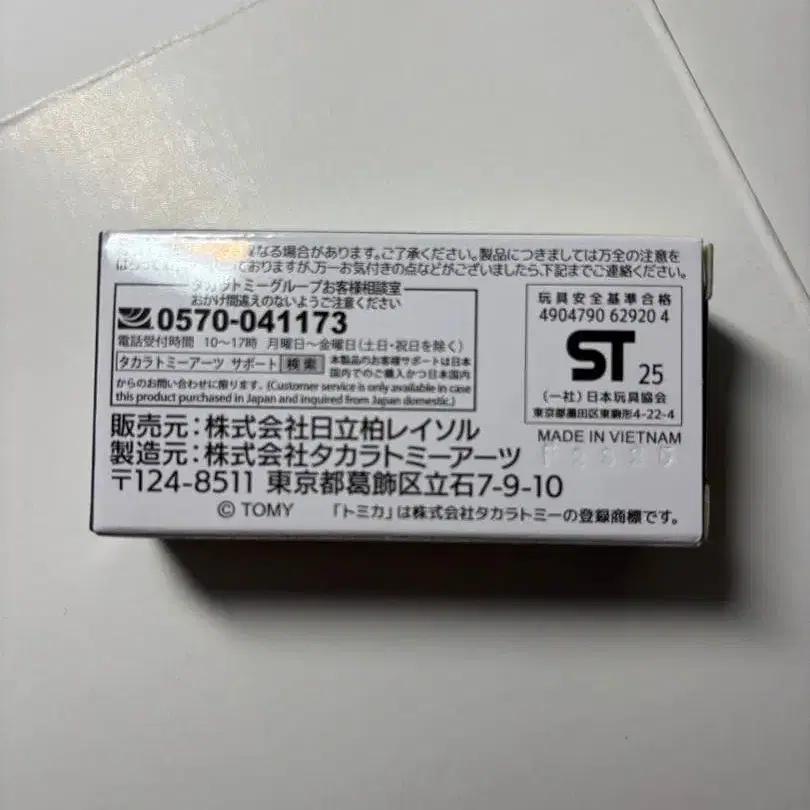 なる場合があります。ご了承ください。製品につきましては万全の注意を
はらって ておりますが、万一お気付きの点などがございましたら、下記までご連絡ください。
タカラトミーグループお客様相談室
おかけ間違えのないようご注意ください
0570-041173
電話受付時間 10〜17時 月曜日〜金曜日(土日・祝日を除く)
タカラトミーアーツ サポート 検索 本製品のお客様サポートは日本
国内でのご購入かつ日本国内
からのお問い合わせに限ります。(Customer service is only available in case
this product purchased in Japan and inquired from Japan domestic.)
玩具安全基準合格
4904790 62920 4
ST 25
(一社)日本玩具協会
東京都墨田区東駒形4-22-4
MADE IN VIETNAM
販売元:株式会社日立柏レイソル
製造元:株式会社タカラトミーアーツ
〒124-8511 東京都葛飾区立石7-9-10
© TOMY 「トミカ」は株式会社タカラトミーの登録商標です。